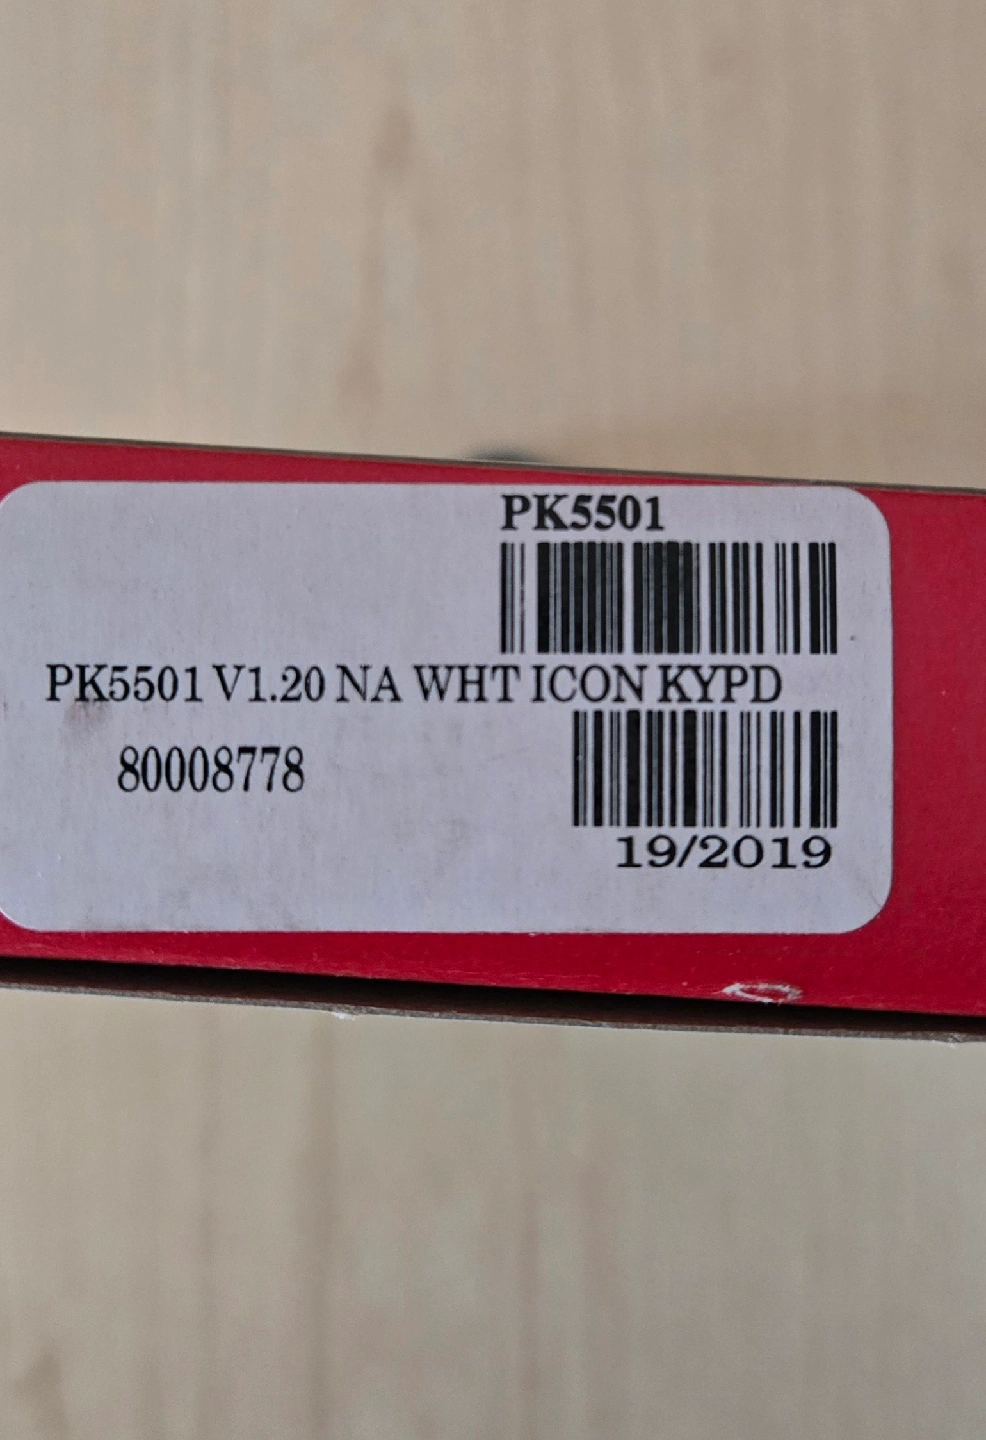 PK5501
PK5501 V1.20 NA WHT ICON KYPD
80008778
19/2019